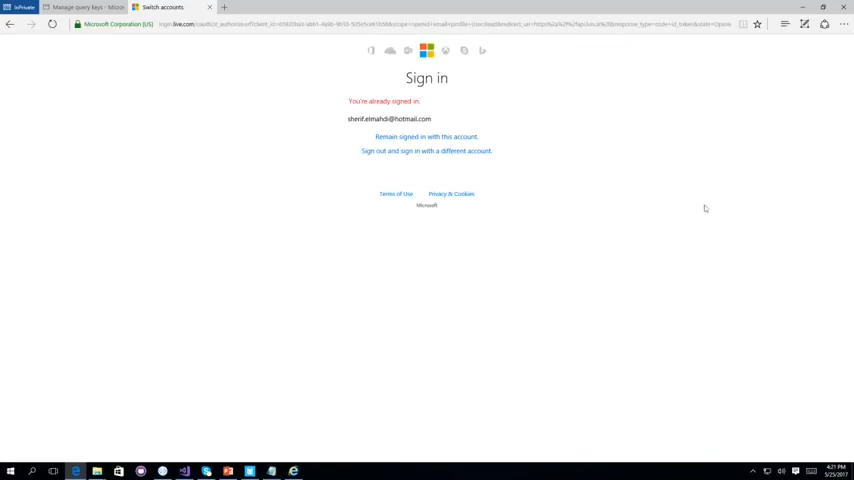 InPrivate
Manage query keys - Micro
Switch accounts
Microsoft Corporation [US]
Sign in
You're already signed in.
sherif.elmahdi@hotmail.com
Remain signed in with this account.
Sign out and sign in with a different account.
Terms of Use
Privacy & Cookies
Microsoft
4:21 PM
5/25/2017